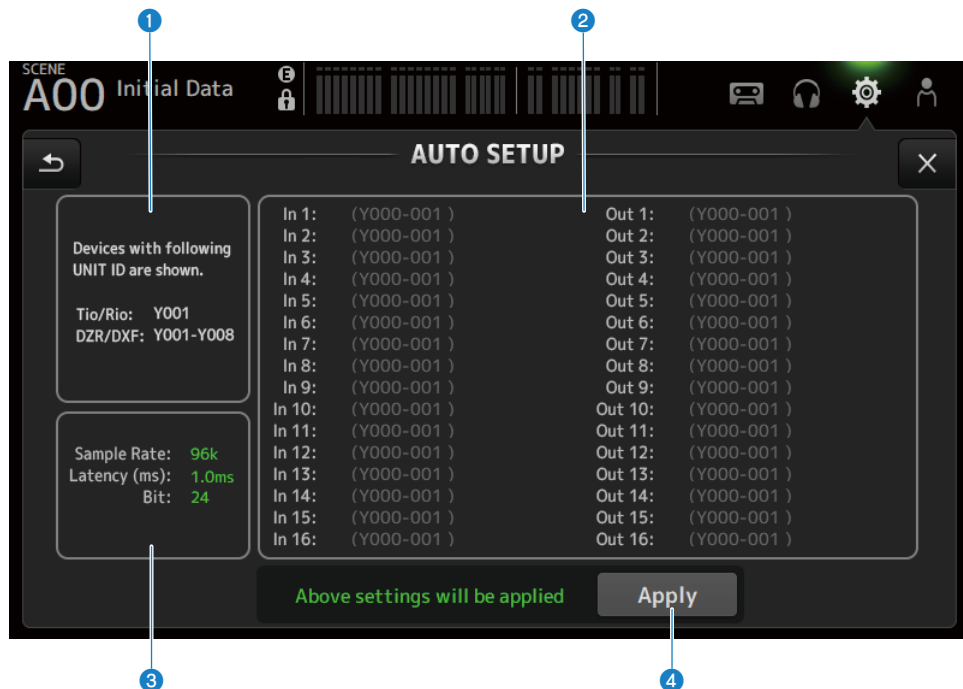 1
2
SCENE
A00 Initial Data
E
AUTO SETUP
Devices with following
UNIT ID are shown.
Tio/Rio: Y001
DZR/DXF: Y001-Y008
In 1: (Y000-001 ) Out 1: (Y000-001 )
In 2: (Y000-001 ) Out 2: (Y000-001 )
In 3: (Y000-001 ) Out 3: (Y000-001 )
In 4: (Y000-001 ) Out 4: (Y000-001 )
In 5: (Y000-001 ) Out 5: (Y000-001 )
In 6: (Y000-001 ) Out 6: (Y000-001 )
In 7: (Y000-001 ) Out 7: (Y000-001 )
In 8: (Y000-001 ) Out 8: (Y000-001 )
In 9: (Y000-001 ) Out 9: (Y000-001 )
In 10: (Y000-001 ) Out 10: (Y000-001 )
In 11: (Y000-001 ) Out 11: (Y000-001 )
In 12: (Y000-001 ) Out 12: (Y000-001 )
In 13: (Y000-001 ) Out 13: (Y000-001 )
In 14: (Y000-001 ) Out 14: (Y000-001 )
In 15: (Y000-001 ) Out 15: (Y000-001 )
In 16: (Y000-001 ) Out 16: (Y000-001 )
Sample Rate: 96k
Latency (ms): 1.0ms
Bit: 24
Above settings will be applied
Apply
3
4